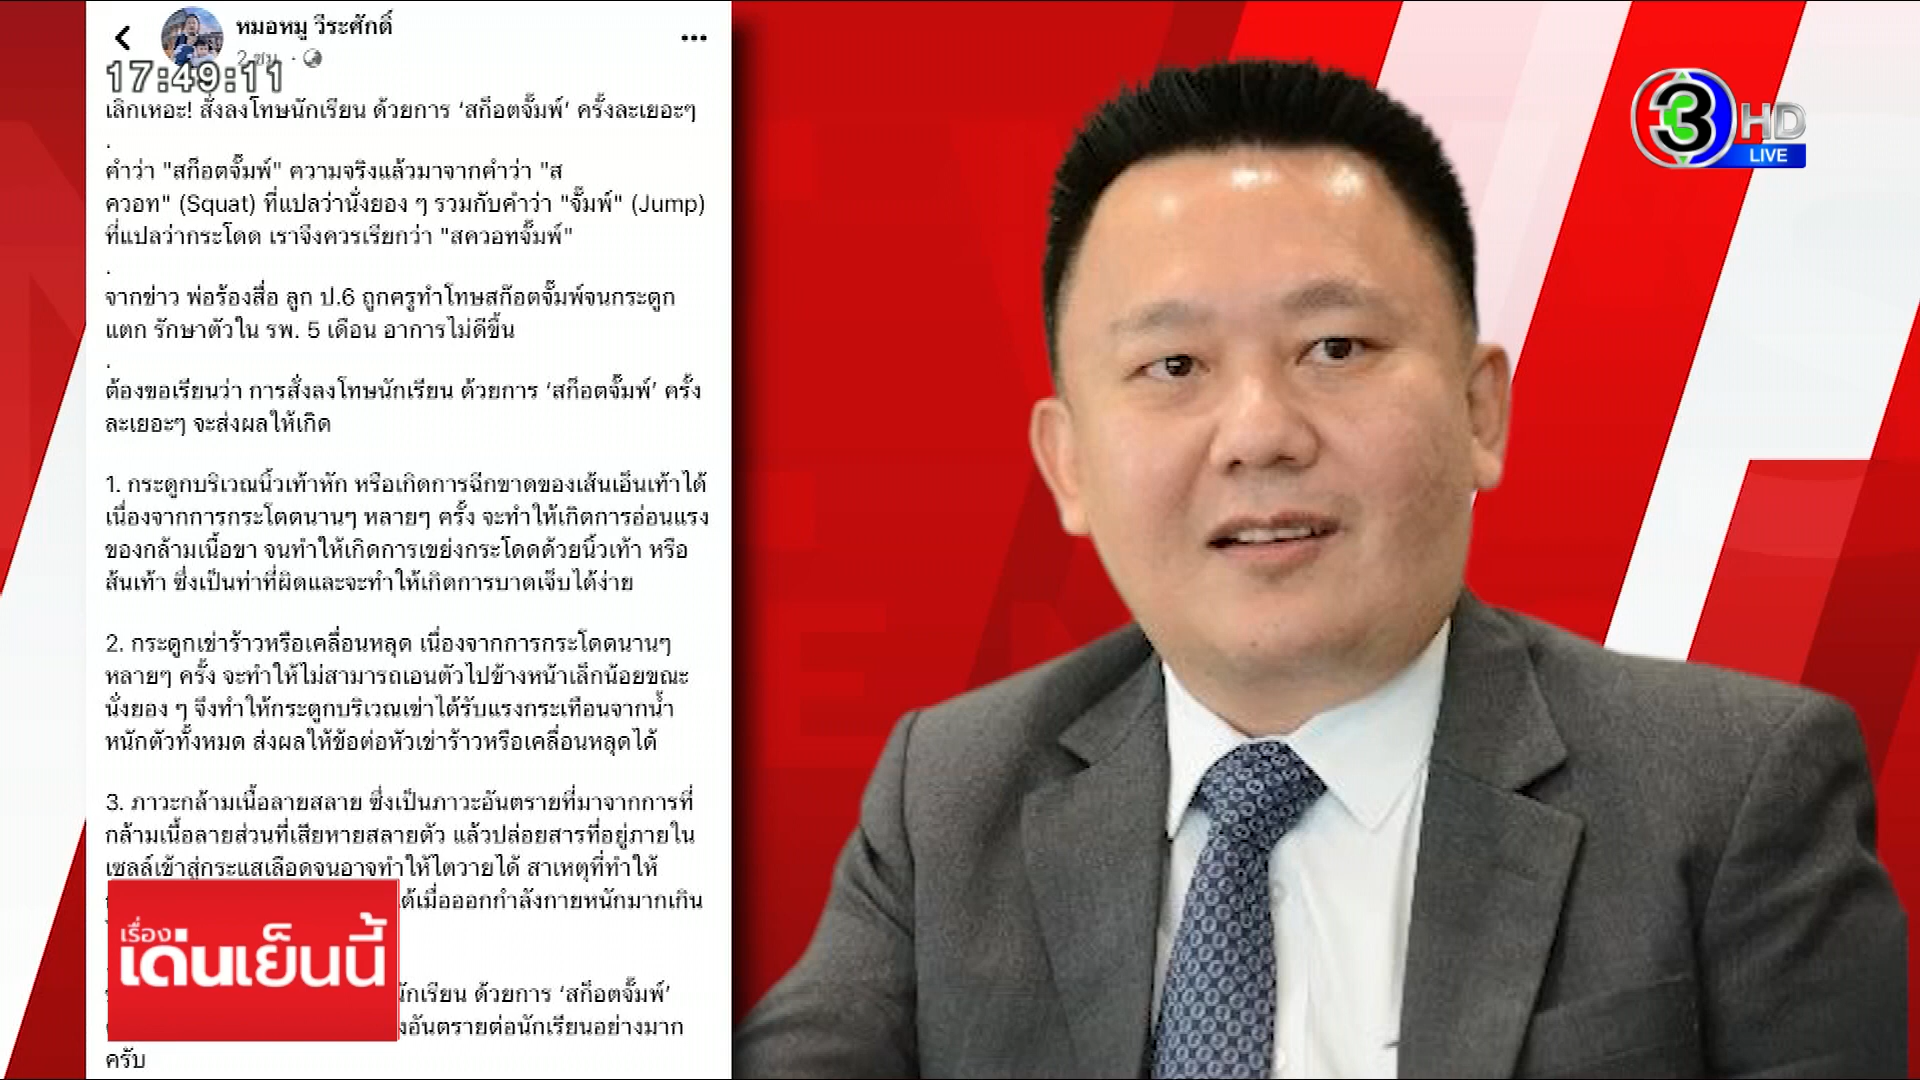 หมอหมู วีระศักดิ์
2 ชม.
17:49:11
เลิกเหอะ! สั่งลงโทษนักเรียน ด้วยการ ‘สก็อตจั๊มพ์’ ครั้งละเยอะๆ
.
คำว่า "สก๊อตจั๊มพ์" ความจริงแล้วมาจากคำว่า "ส
ควอท" (Squat) ที่แปลว่านั่งยอง ๆ รวมกับคำว่า "จั๊มพ์" (Jump)
ที่แปลว่ากระโดด เราจึงควรเรียกว่า "สควอทจั๊มพ์"
.
จากข่าว พ่อร้องสื่อ ลูก ป.6 ถูกครูทำโทษสก๊อตจั๊มพ์จนกระดูก
แตก รักษาตัวใน รพ. 5 เดือน อาการไม่ดีขึ้น
.
ต้องขอเรียนว่า การสั่งลงโทษนักเรียน ด้วยการ ‘สก็อตจั๊มพ์’ ครั้ง
ละเยอะๆ จะส่งผลให้เกิด
1. กระดูกบริเวณนิ้วเท้าหัก หรือเกิดการฉีกขาดของเส้นเอ็นเท้าได้
เนื่องจากการกระโดดนานๆ หลายๆ ครั้ง จะทำให้เกิดการอ่อนแรง
ของกล้ามเนื้อขา จนทำให้เกิดการเขย่งกระโดดด้วยนิ้วเท้า หรือ
ส้นเท้า ซึ่งเป็นท่าที่ผิดและจะทำให้เกิดการบาดเจ็บได้ง่าย
2. กระดูกเข่าร้าวหรือเคลื่อนหลุด เนื่องจากการกระโดดนานๆ
หลายๆ ครั้ง จะทำให้ไม่สามารถเอนตัวไปข้างหน้าเล็กน้อยขณะ
นั่งยอง ๆ จึงทำให้กระดูกบริเวณเข่าได้รับแรงกระเทือนจากน้ำ
หนักตัวทั้งหมด ส่งผลให้ข้อต่อหัวเข่าร้าวหรือเคลื่อนหลุดได้
3. ภาวะกล้ามเนื้อลายสลาย ซึ่งเป็นภาวะอันตรายที่มาจากการที่
กล้ามเนื้อลายส่วนที่เสียหายสลายตัว แล้วปล่อยสารที่อยู่ภายใน
เซลล์เข้าสู่กระแสเลือดจนอาจทำให้ไตวายได้ สาเหตุที่ทำให้
ได้เมื่อออกกำลังกายหนักมากเกิน
นักเรียน ด้วยการ ‘สก็อตจั๊มพ์’
อันตรายต่อนักเรียนอย่างมาก
ครับ
เรื่อง
เด่นเย็นนี้
3 HD
LIVE